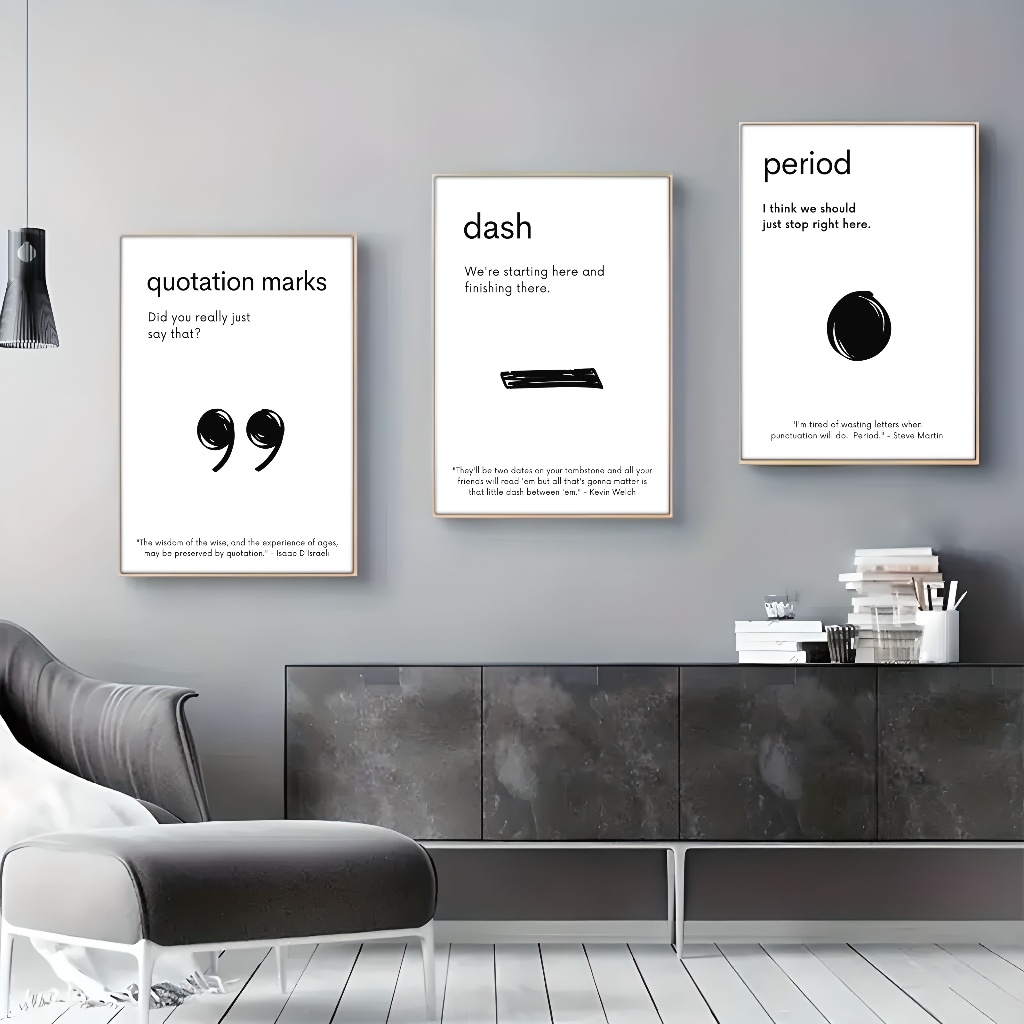 quotation marks
Did you really just
say that?
"The wisdom of the wise, and the experience of ages,
may be preserved by quotation." - Isaac D Israeli
dash
We're starting here and
finishing there.
"They'll be two dates on your tombstone and all your
friends will read 'em but all that's gonna matter is
that little dash between 'em." - Kevin Welch
period
I think we should
just stop right here.
"I'm tired of wasting letters when
punctuation will do. Period." - Steve Martin